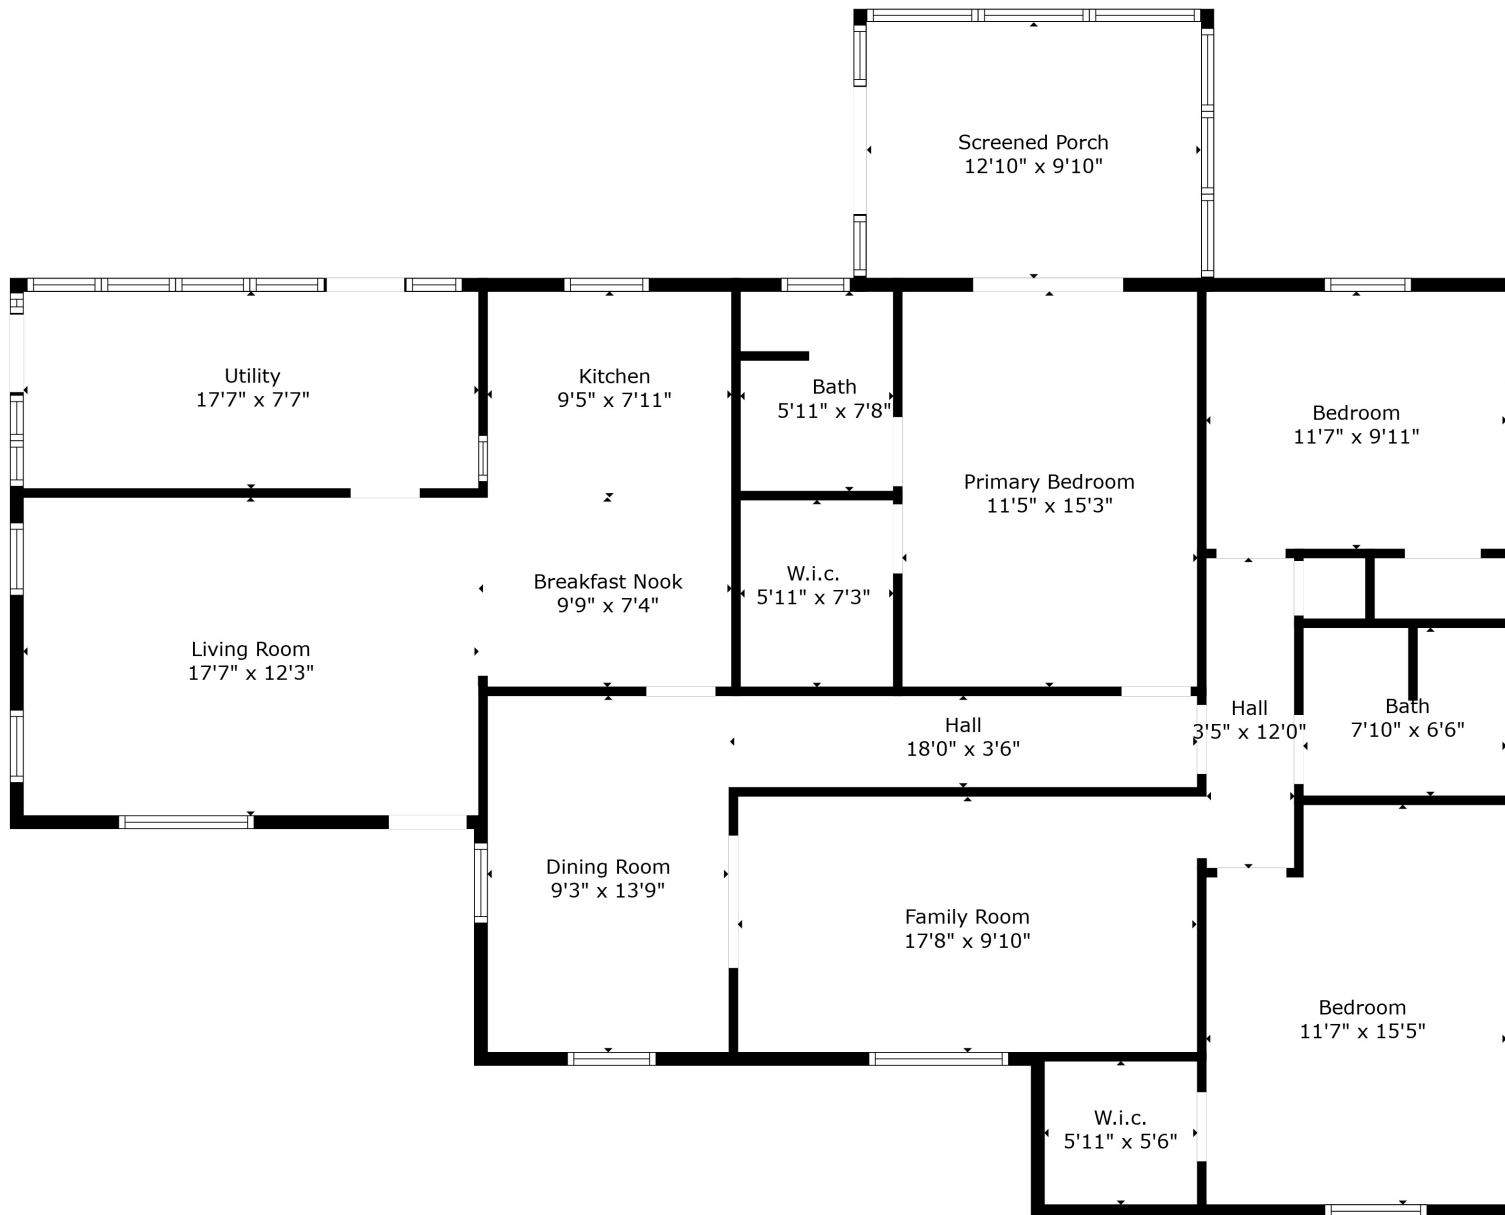 Screened Porch
12'10" x 9'10"
Utility
17'7" x 7'7"
Kitchen
9'5" x 7'11"
Bath
5'11" x 7'8"
Primary Bedroom
11'5" x 15'3"
Bedroom
11'7" x 9'11"
Breakfast Nook
9'9" x 7'4"
W.i.c.
5'11" x 7'3"
Living Room
17'7" x 12'3"
Hall
18'0" x 3'6"
Hall
3'5" x 12'0"
Bath
7'10" x 6'6"
Dining Room
9'3" x 13'9"
Family Room
17'8" x 9'10"
Bedroom
11'7" x 15'5"
W.i.c.
5'11" x 5'6"